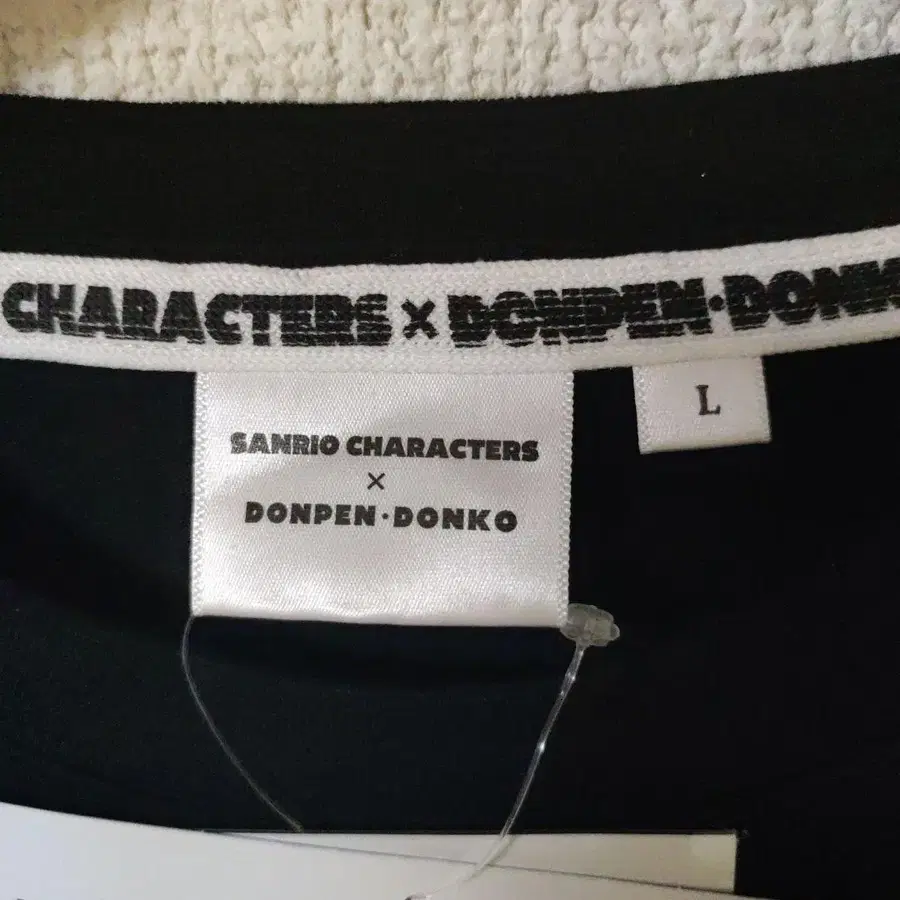 CHARACTERS × DONPEN·DONK
L
SANRIO CHARACTERS
×
DONPEN·DONKO